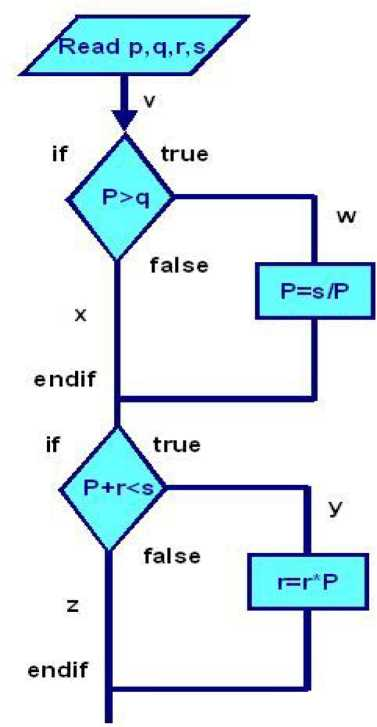 Read p,q,r,s
v
if true
P>q
w
false
P=s/P
x
endif
if true
P+r<s
y
false
r=r*P
z
endif